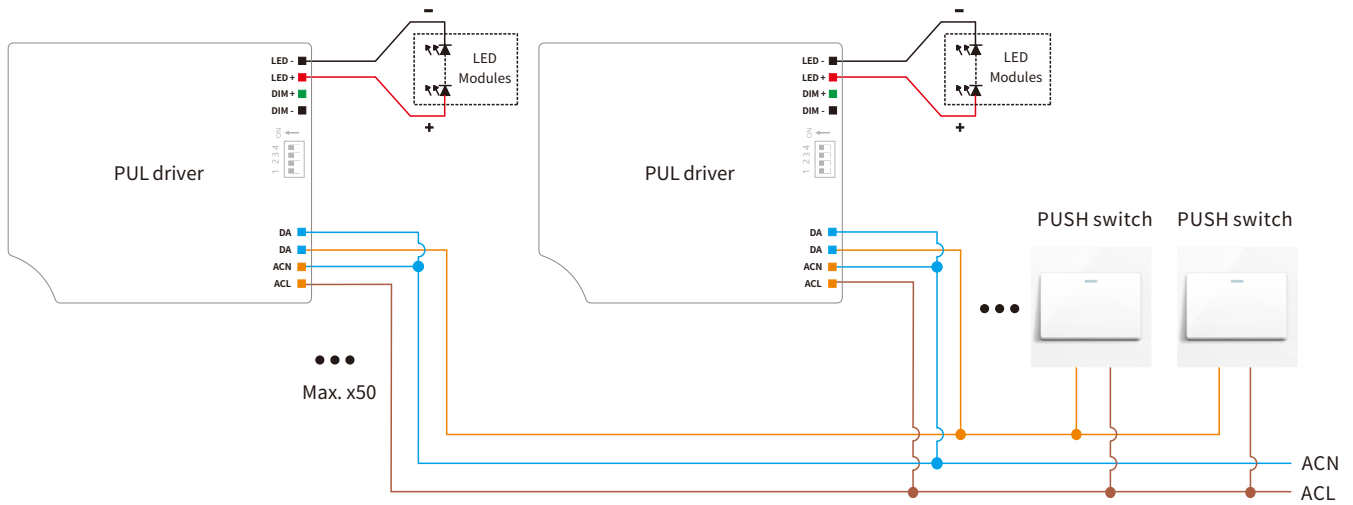 -
LED -
LED +
DIM +
DIM -
LED
Modules
+
ON
1 2 3 4
PUL driver
DA
DA
ACN
ACL
Max. x50
-
LED -
LED +
DIM +
DIM -
LED
Modules
+
ON
1 2 3 4
PUL driver
DA
DA
ACN
ACL
PUSH switch
PUSH switch
ACN
ACL